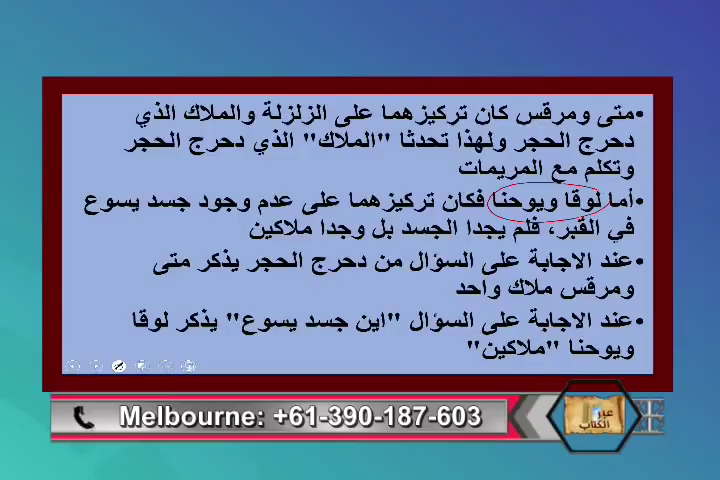 •متى ومرقس كان تركيزهما على الزلزلة والملاك الذي
دحرج الحجر ولهذا تحدثا "الملاك" الذي دحرج الحجر
وتكلم مع المريمات
•أما لوقا ويوحنا فكان تركيزهما على عدم وجود جسد يسوع
في القبر، فلم يجدا الجسد بل وجدا ملاكين
•عند الاجابة على السؤال من دحرج الحجر يذكر متى
ومرقس ملاك واحد
•عند الاجابة على السؤال "اين جسد يسوع" يذكر لوقا
ويوحنا "ملاكين"
Melbourne: +61-390-187-603
عبر
الكتاب